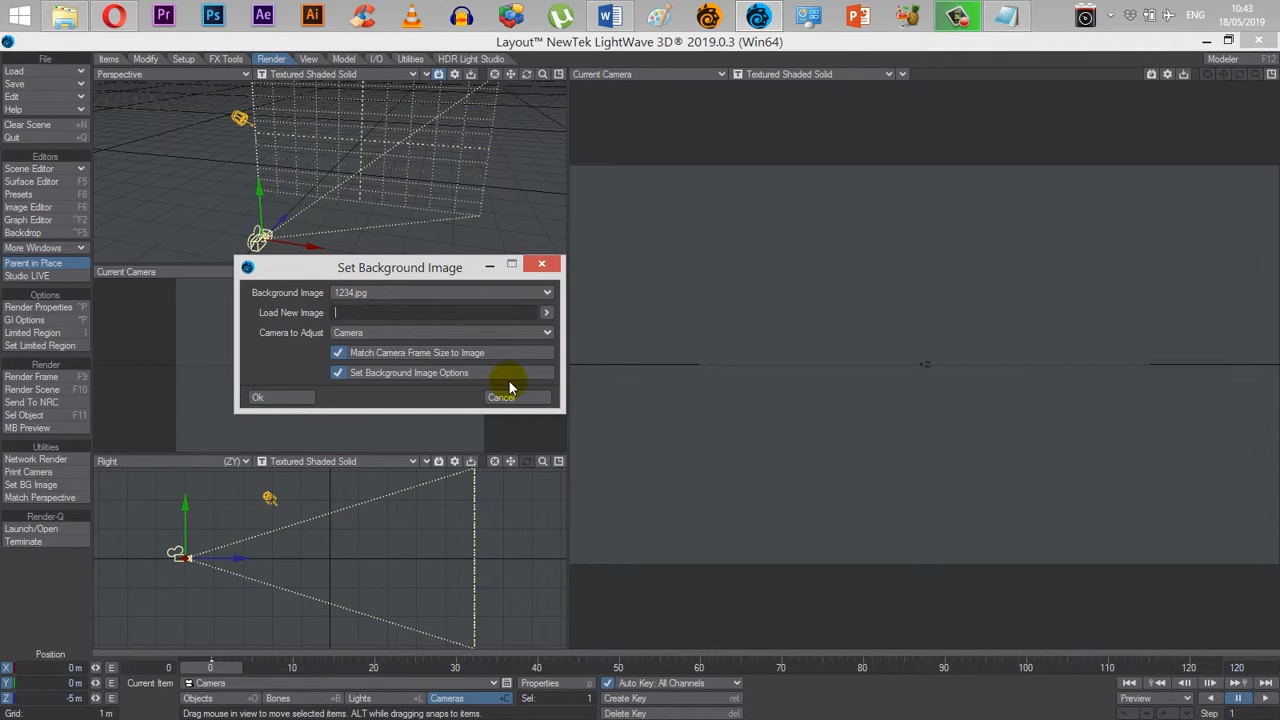 Pr Ps Ae Ai W P ENG 10:43
18/05/2019
Layout™ NewTek LightWave 3D® 2019.0.3 (Win64)
File Items Modify Setup FX Tools Render View Model I/O Utilities HDR Light Studio Modeler F12
Load
Save
Edit
Help
Clear Scene +N
Quit +Q
Editors
Scene Editor
Surface Editor F5
Presets F8
Image Editor F6
Graph Editor ^F2
Backdrop ^F5
More Windows
Parent in Place
Studio LIVE
Options
Render Properties ^P
GI Options ^I
Limited Region l
Set Limited Region
Render
Render Frame F9
Render Scene F10
Send To NRC
Sel Object F11
MB Preview
Utilities
Network Render
Print Camera
Set BG Image
Match Perspective
Render-Q
Launch/Open
Terminate
Perspective Textured Shaded Solid
Current Camera Textured Shaded Solid
Current Camera
+Z
Set Background Image
Background Image 1234.jpg
Load New Image
Camera to Adjust Camera
Match Camera Frame Size to Image
Set Background Image Options
Ok Cancel
Right (ZY) Textured Shaded Solid
Position
X 0 m E
Y 0 m E
Z -5 m E
Grid: 1 m
0 0 10 20 30 40 50 60 70 80 90 100 110 120 120
Current Item Camera Properties p Auto Key: All Channels
Objects +O Bones +B Lights +L Cameras +C Sel: 1 Create Key ret Preview
Drag mouse in view to move selected items. ALT while dragging snaps to items. Delete Key del Step 1